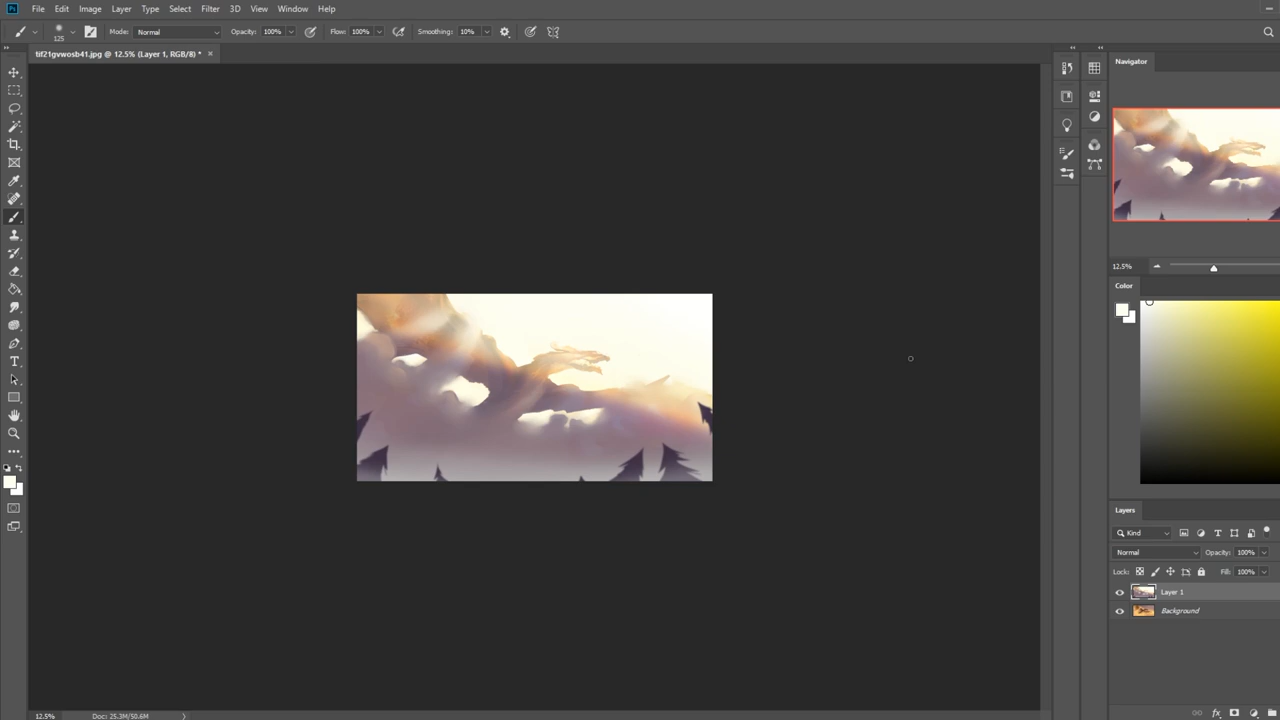 Ps File Edit Image Layer Type Select Filter 3D View Window Help
125 Mode: Normal Opacity: 100% Flow: 100% Smoothing: 10%
tif21gvwosb41.jpg @ 12.5% (Layer 1, RGB/8) * ×
Navigator
12.5%
Color
Layers
Kind
Normal Opacity: 100%
Lock: Fill: 100%
Layer 1
Background
12.5% Doc: 25.3M/50.6M